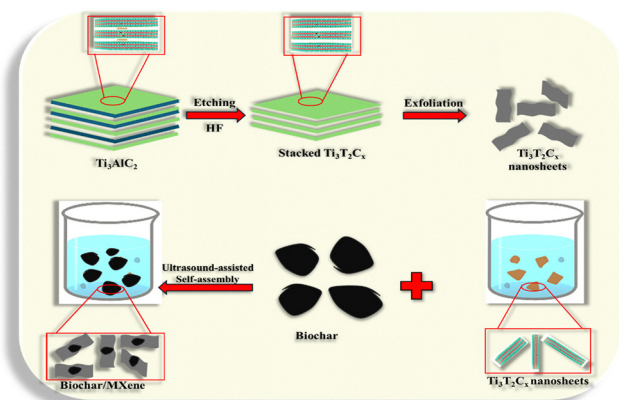 Etching
HF
Exfoliation
Ti₃AlC₂
Stacked Ti₃T₂Cₓ
Ti₃T₂Cₓ
nanosheets
Ultrasound-assisted
Self-assembly
Biochar
Biochar/MXene
Ti₃T₂Cₓ nanosheets